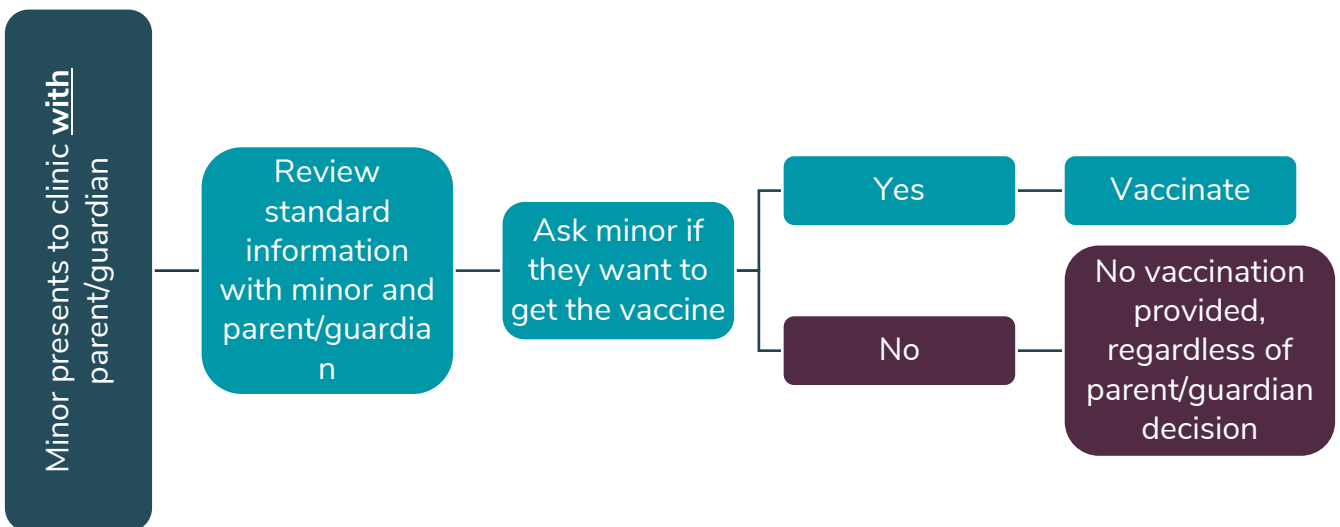 Minor presents to clinic with
parent/guardian
Review
standard
information
with minor and
parent/guardia
n
Ask minor if
they want to
get the vaccine
Yes
Vaccinate
No
No vaccination
provided,
regardless of
parent/guardian
decision